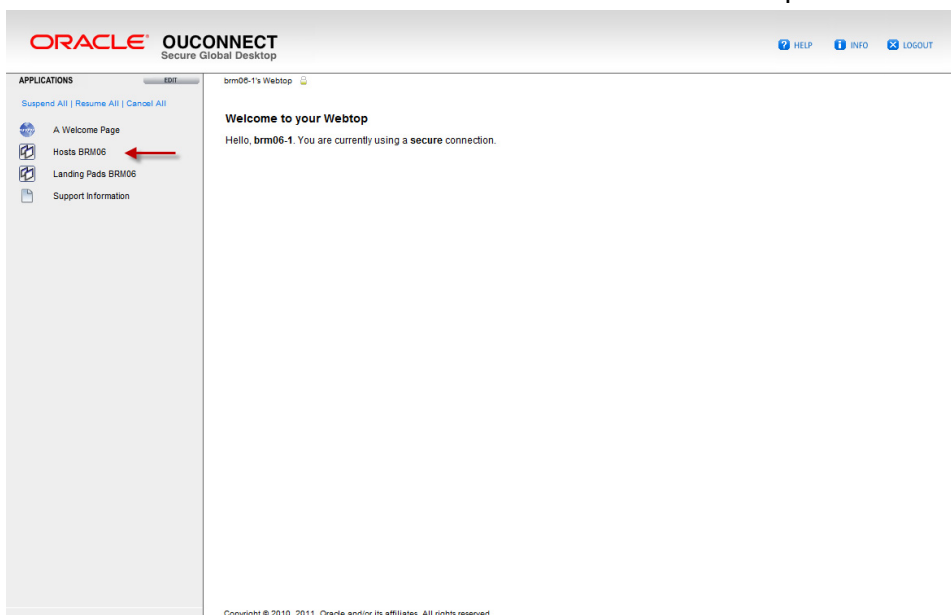 ORACLE OUCONNECT
Secure Global Desktop
HELP INFO LOGOUT
APPLICATIONS EDIT
brm06-1's Webtop
Suspend All | Resume All | Cancel All
Welcome to your Webtop
A Welcome Page
Hello, brm06-1. You are currently using a secure connection.
Hosts BRM06
Landing Pads BRM06
Support Information
Copyright © 2010, 2011, Oracle and/or its affiliates. All rights reserved.